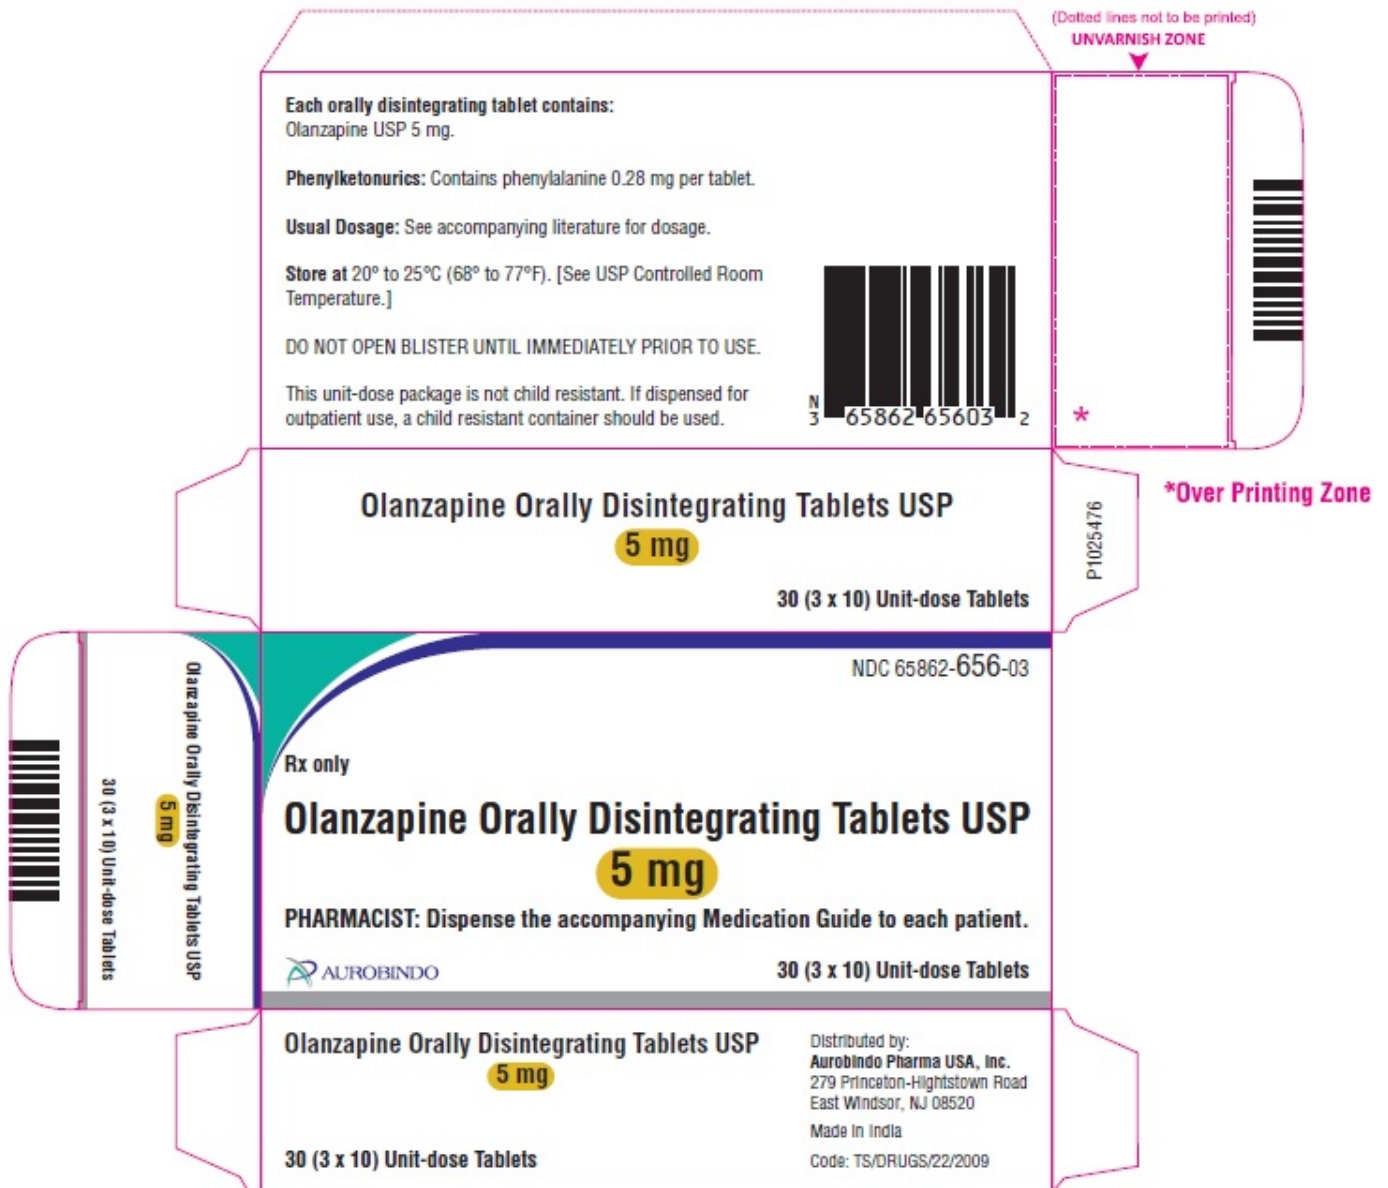 (Dotted lines not to be printed)
UNVARNISH ZONE
Each orally disintegrating tablet contains:
Olanzapine USP 5 mg.
Phenylketonurics: Contains phenylalanine 0.28 mg per tablet.
Usual Dosage: See accompanying literature for dosage.
Store at 20° to 25°C (68° to 77°F). [See USP Controlled Room
Temperature.]
DO NOT OPEN BLISTER UNTIL IMMEDIATELY PRIOR TO USE.
This unit-dose package is not child resistant. If dispensed for
outpatient use, a child resistant container should be used.
N
3 65862 65603 2
*
*Over Printing Zone
Olanzapine Orally Disintegrating Tablets USP
5 mg
30 (3 x 10) Unit-dose Tablets
P1025476
Olanzapine Orally Disintegrating Tablets USP
5 mg
30 (3 x 10) Unit-dose Tablets
NDC 65862-656-03
Rx only
Olanzapine Orally Disintegrating Tablets USP
5 mg
PHARMACIST: Dispense the accompanying Medication Guide to each patient.
AUROBINDO
30 (3 x 10) Unit-dose Tablets
Olanzapine Orally Disintegrating Tablets USP
5 mg
30 (3 x 10) Unit-dose Tablets
Distributed by:
Aurobindo Pharma USA, Inc.
279 Princeton-Hightstown Road
East Windsor, NJ 08520
Made in India
Code: TS/DRUGS/22/2009